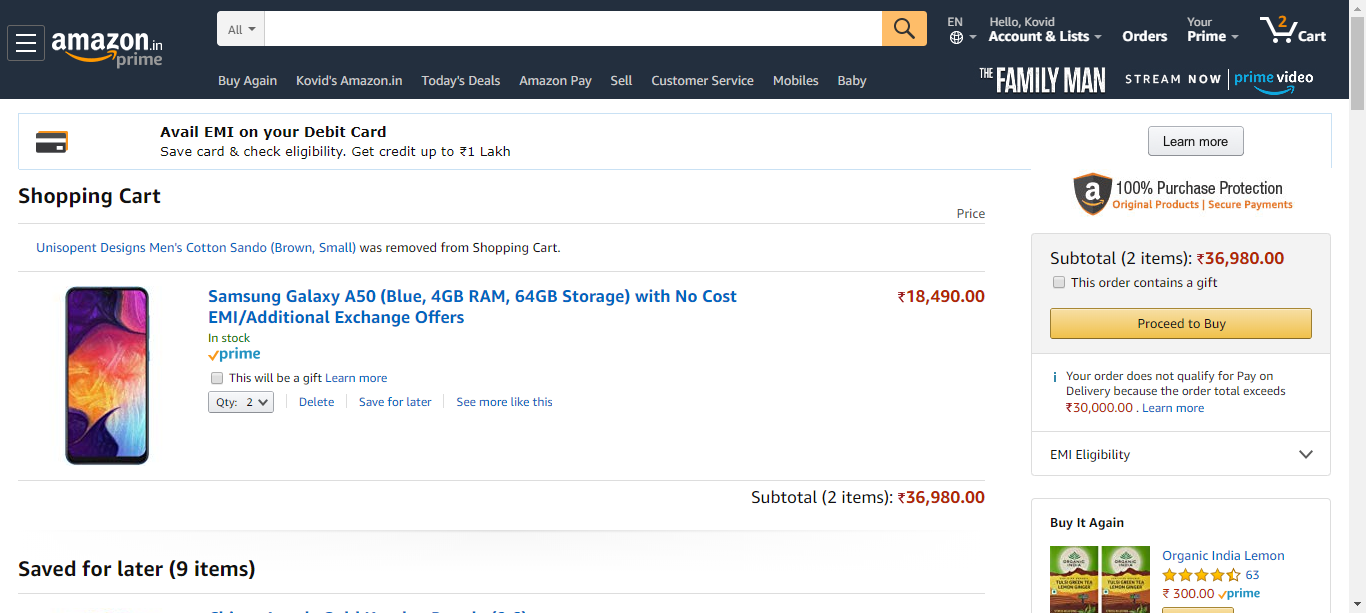 amazon.in
prime
All
EN
Hello, Kovid
Account & Lists
Orders
Your
Prime
2
Cart
Buy Again
Kovid's Amazon.in
Today's Deals
Amazon Pay
Sell
Customer Service
Mobiles
Baby
THE FAMILY MAN
STREAM NOW
prime video
Avail EMI on your Debit Card
Save card & check eligibility. Get credit up to ₹1 Lakh
Learn more
Shopping Cart
Price
Unisopent Designs Men's Cotton Sando (Brown, Small) was removed from Shopping Cart.
Samsung Galaxy A50 (Blue, 4GB RAM, 64GB Storage) with No Cost
EMI/Additional Exchange Offers
₹18,490.00
In stock
prime
This will be a gift Learn more
Qty: 2
Delete
Save for later
See more like this
Subtotal (2 items): ₹36,980.00
Saved for later (9 items)
a 100% Purchase Protection
Original Products | Secure Payments
Subtotal (2 items): ₹36,980.00
This order contains a gift
Proceed to Buy
i Your order does not qualify for Pay on
Delivery because the order total exceeds
₹30,000.00 . Learn more
EMI Eligibility
Buy It Again
ORGANIC
INDIA
TULSI GREEN TEA
LEMON GINGER
ORGANIC
INDIA
TULSI GREEN TEA
LEMON GINGER
Organic India Lemon
63
₹ 300.00 prime